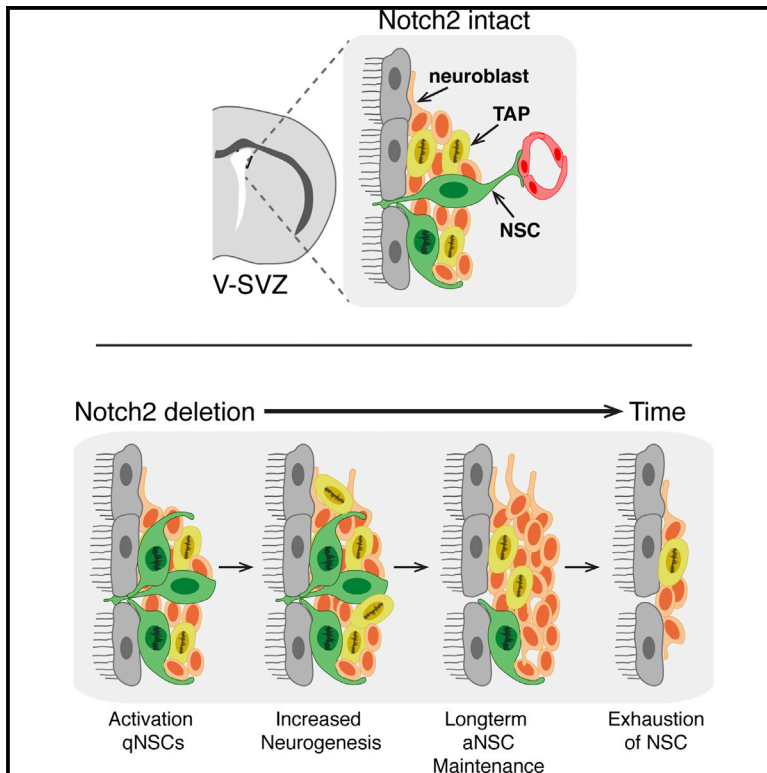 Notch2 intact
neuroblast
TAP
NSC
V-SVZ
Notch2 deletion
Time
Activation
qNSCs
Increased
Neurogenesis
Longterm
aNSC
Maintenance
Exhaustion
of NSC